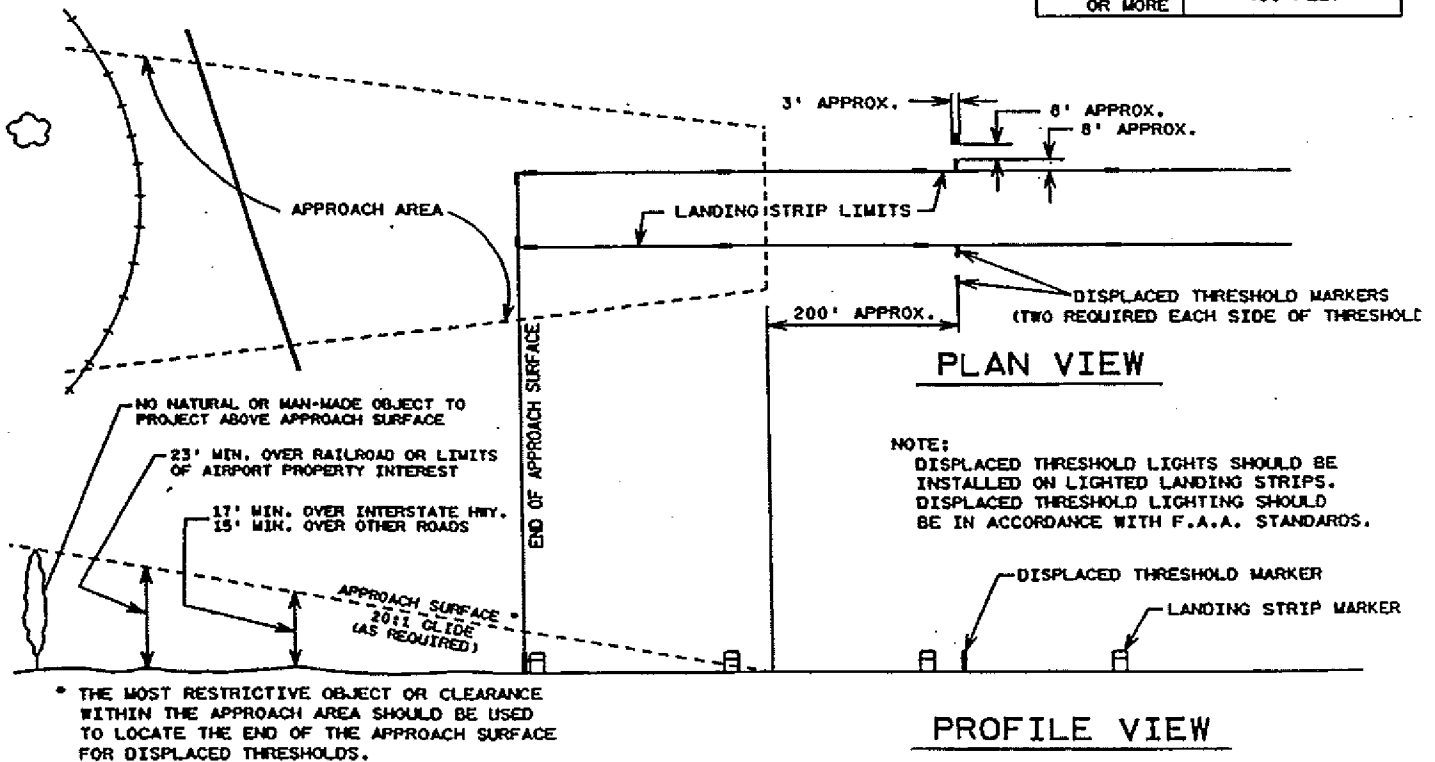 OR MORE
3' APPROX.
8' APPROX.
8' APPROX.
APPROACH AREA
LANDING STRIP LIMITS
DISPLACED THRESHOLD MARKERS
(TWO REQUIRED EACH SIDE OF THRESHOLD
200' APPROX.
PLAN VIEW
END OF APPROACH SURFACE
NO NATURAL OR MAN-MADE OBJECT TO
PROJECT ABOVE APPROACH SURFACE
23' MIN. OVER RAILROAD OR LIMITS
OF AIRPORT PROPERTY INTEREST
17' MIN. OVER INTERSTATE HWY.
15' MIN. OVER OTHER ROADS
NOTE:
DISPLACED THRESHOLD LIGHTS SHOULD BE
INSTALLED ON LIGHTED LANDING STRIPS.
DISPLACED THRESHOLD LIGHTING SHOULD
BE IN ACCORDANCE WITH F.A.A. STANDARDS.
APPROACH SURFACE *
20:1 GLIDE
(AS REQUIRED)
DISPLACED THRESHOLD MARKER
LANDING STRIP MARKER
* THE MOST RESTRICTIVE OBJECT OR CLEARANCE
WITHIN THE APPROACH AREA SHOULD BE USED
TO LOCATE THE END OF THE APPROACH SURFACE
FOR DISPLACED THRESHOLDS.
PROFILE VIEW